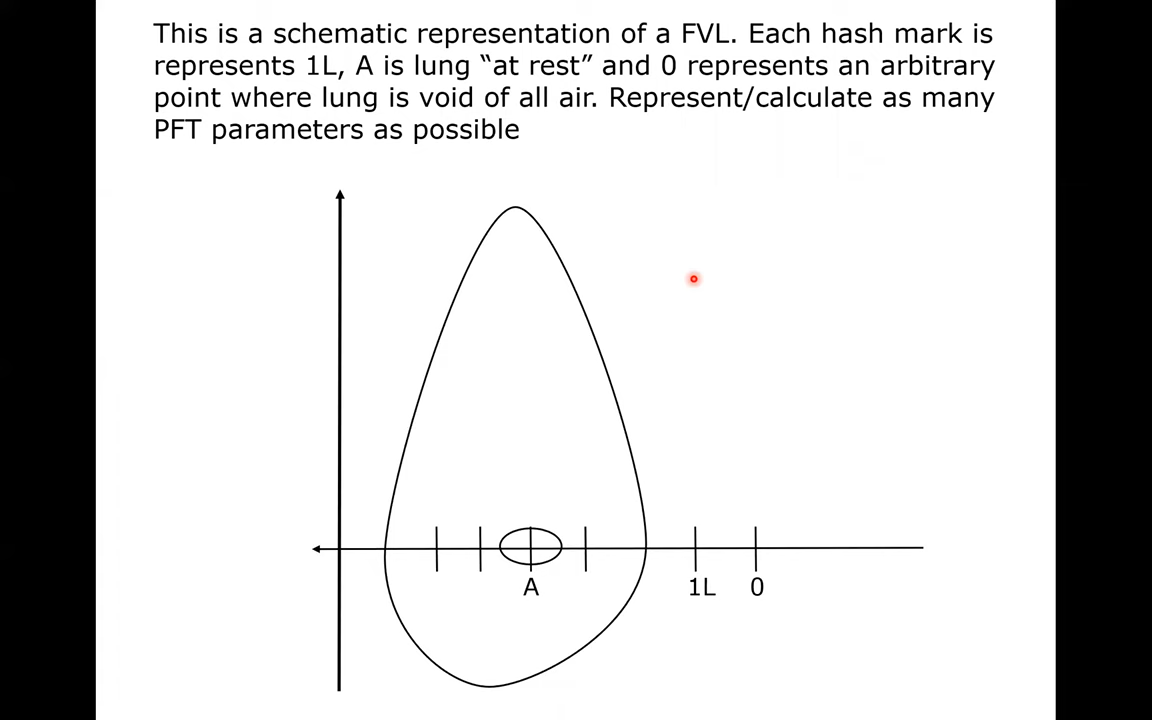 This is a schematic representation of a FVL. Each hash mark is
represents 1L, A is lung “at rest” and 0 represents an arbitrary
point where lung is void of all air. Represent/calculate as many
PFT parameters as possible
A
1L
0